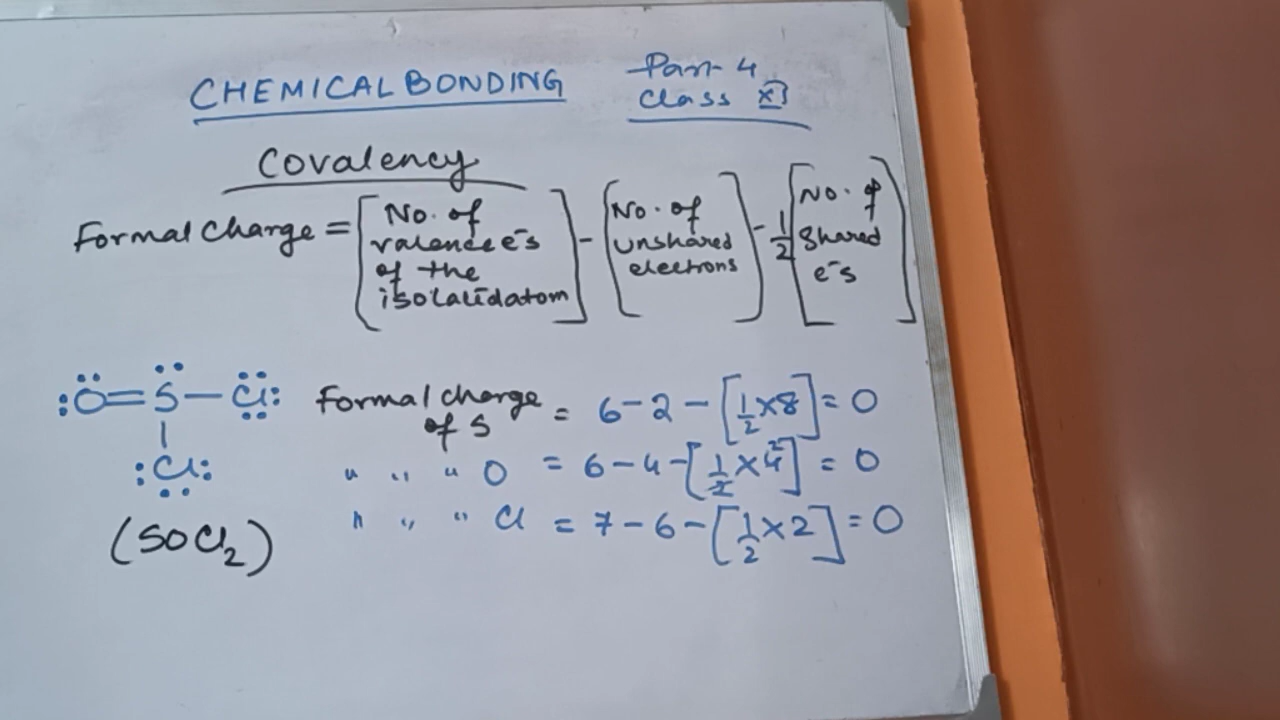 CHEMICAL BONDING Part 4
Class XI
Covalency
Formal Charge = [No. of valence e⁻s of the isolatedatom] - [No. of unshared electrons] - 1/2 [No. of shared e⁻s]
:Ö=S̈-C̈l: Formal charge of S = 6-2-[1/2×8]=0
:Cl: " " " O = 6-4-[1/2×4 2]=0
" " " Cl = 7-6-[1/2×2]=0
(SOCl₂)